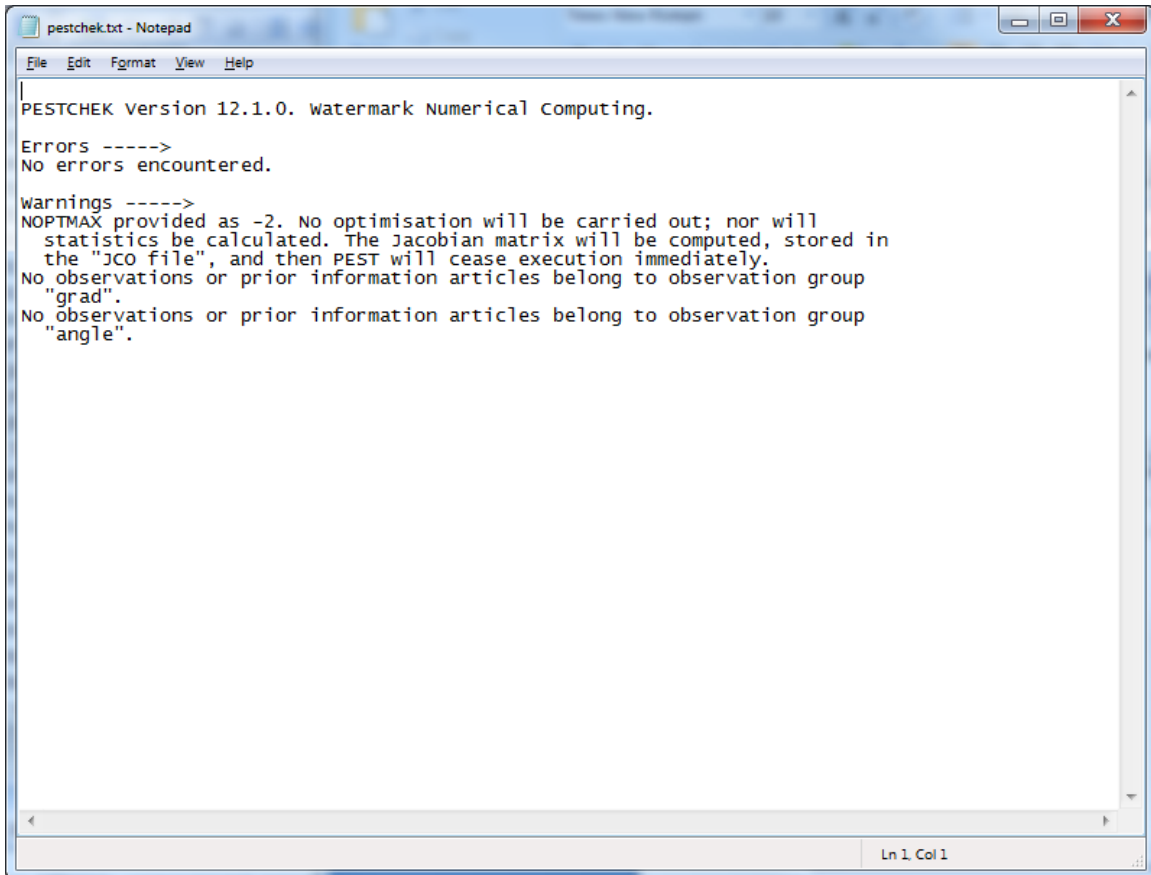 pestchek.txt - Notepad
File Edit Format View Help
PESTCHEK Version 12.1.0. Watermark Numerical Computing.
Errors ----->
No errors encountered.
Warnings ----->
NOPTMAX provided as -2. No optimisation will be carried out; nor will
statistics be calculated. The Jacobian matrix will be computed, stored in
the "JCO file", and then PEST will cease execution immediately.
No observations or prior information articles belong to observation group
"grad".
No observations or prior information articles belong to observation group
"angle".
Ln 1, Col 1